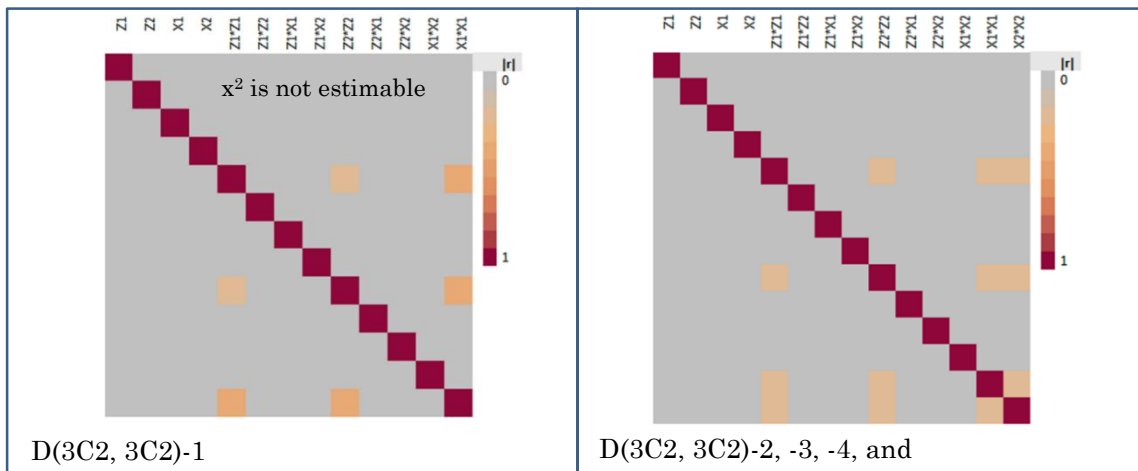 Z1
Z2
X1
X2
Z1*Z1
Z1*Z2
Z1*X1
Z1*X2
Z2*Z2
Z2*X1
Z2*X2
X1*X2
X1*X1
|r|
0
1
x² is not estimable
D(3C2, 3C2)-1
Z1
Z2
X1
X2
Z1*Z1
Z1*Z2
Z1*X1
Z1*X2
Z2*Z2
Z2*X1
Z2*X2
X1*X2
X1*X1
X2*X2
|r|
0
1
D(3C2, 3C2)-2, -3, -4, and